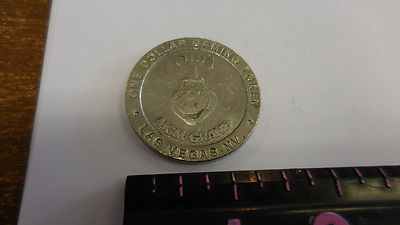 ONE DOLLAR GAMING TOKEN
MGM GRAND
LAS VEGAS, NV.